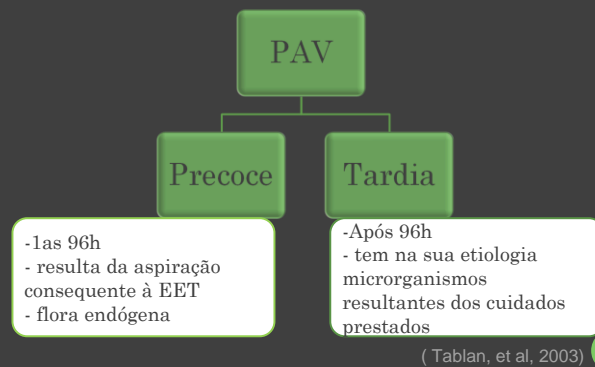 PAV
Precoce
Tardia
-1as 96h
- resulta da aspiração
consequente à EET
- flora endógena
-Após 96h
- tem na sua etiologia
microrganismos
resultantes dos cuidados
prestados
( Tablan, et al, 2003)